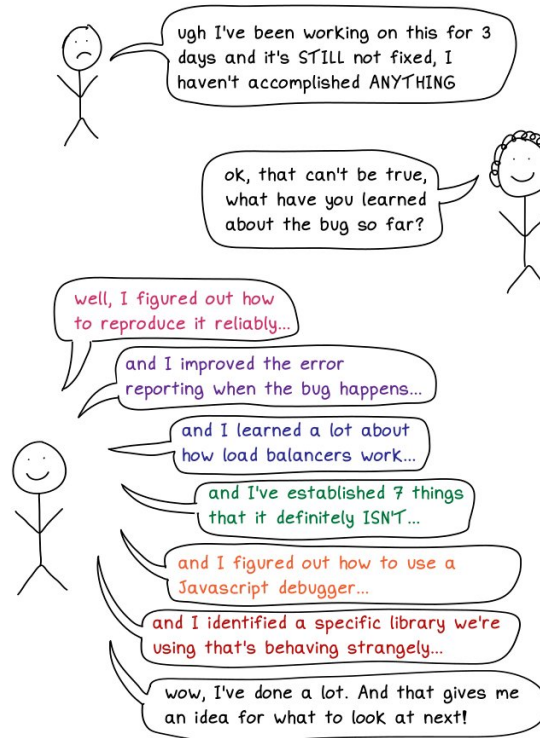 ugh I've been working on this for 3
days and it's STILL not fixed, I
haven't accomplished ANYTHING
ok, that can't be true,
what have you learned
about the bug so far?
well, I figured out how
to reproduce it reliably...
and I improved the error
reporting when the bug happens...
and I learned a lot about
how load balancers work...
and I've established 7 things
that it definitely ISN'T...
and I figured out how to use a
Javascript debugger...
and I identified a specific library we're
using that's behaving strangely...
wow, I've done a lot. And that gives me
an idea for what to look at next!